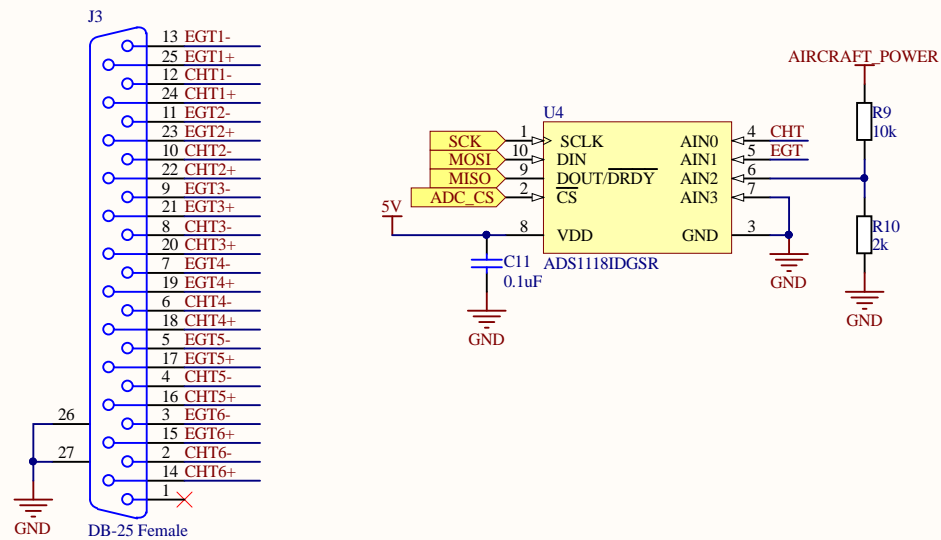 J3
13 EGT1-
25 EGT1+
12 CHT1-
24 CHT1+
11 EGT2-
23 EGT2+
10 CHT2-
22 CHT2+
9 EGT3-
21 EGT3+
8 CHT3-
20 CHT3+
7 EGT4-
19 EGT4+
6 CHT4-
18 CHT4+
5 EGT5-
17 EGT5+
4 CHT5-
16 CHT5+
3 EGT6-
15 EGT6+
2 CHT6-
14 CHT6+
1
26
27
GND
DB-25 Female
U4
SCK 1 SCLK
MOSI 10 DIN
MISO 9 DOUT/DRDY
ADC_CS 2 CS
5V
8 VDD
AIN0 4 CHT
AIN1 5 EGT
AIN2 6
AIN3 7
GND 3
ADS1118IDGSR
C11
0.1uF
GND
GND
AIRCRAFT_POWER
R9
10k
R10
2k
GND